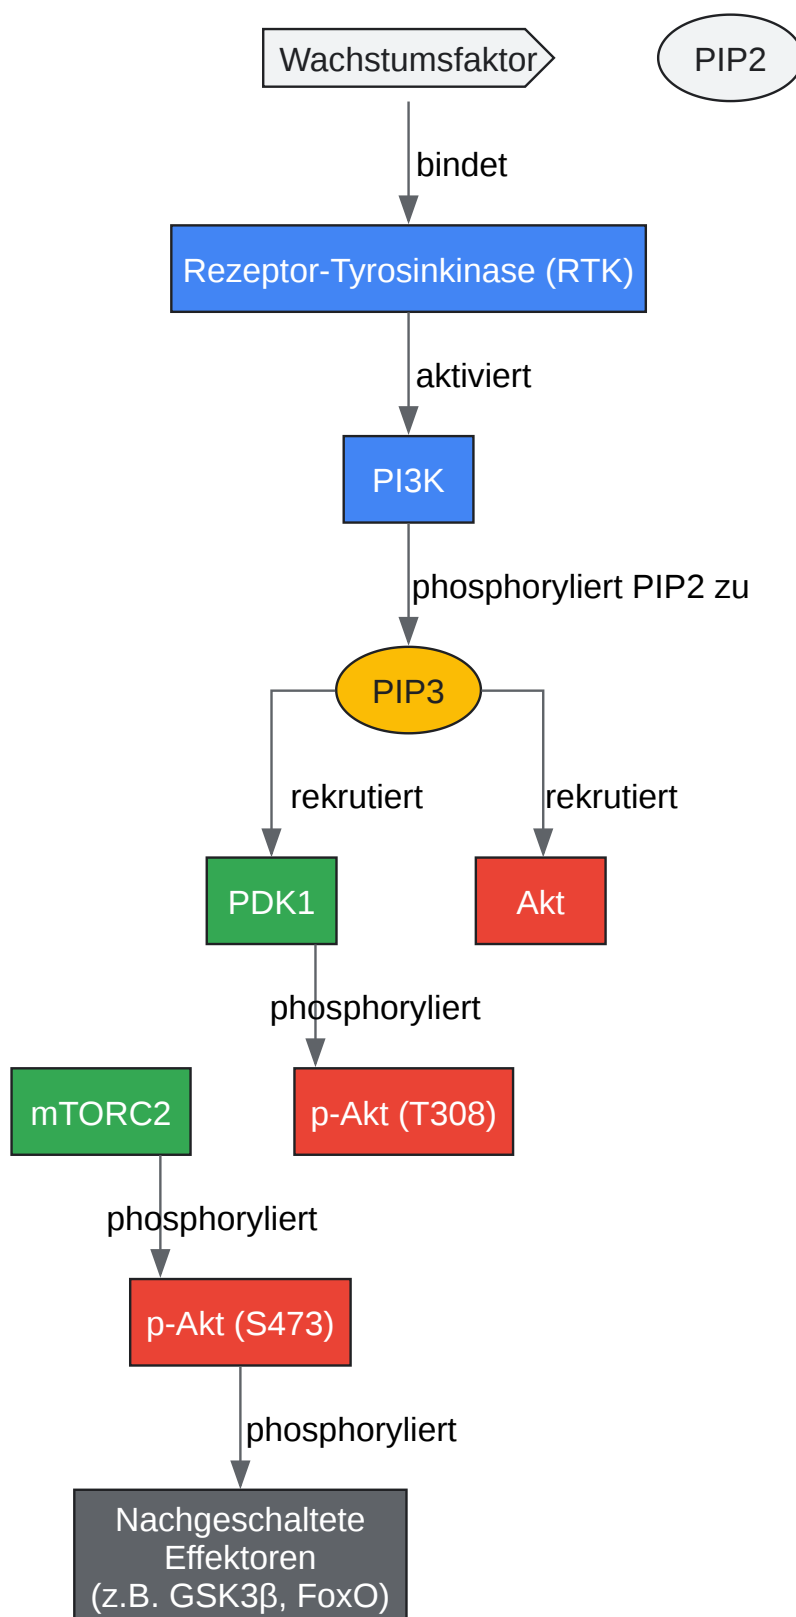 Wachstumsfaktor
PIP2
bindet
Rezeptor-Tyrosinkinase (RTK)
aktiviert
PI3K
phosphoryliert PIP2 zu
PIP3
rekrutiert
rekrutiert
PDK1
Akt
phosphoryliert
mTORC2
p-Akt (T308)
phosphoryliert
p-Akt (S473)
phosphoryliert
Nachgeschaltete
Effektoren
(z.B. GSK3β, FoxO)